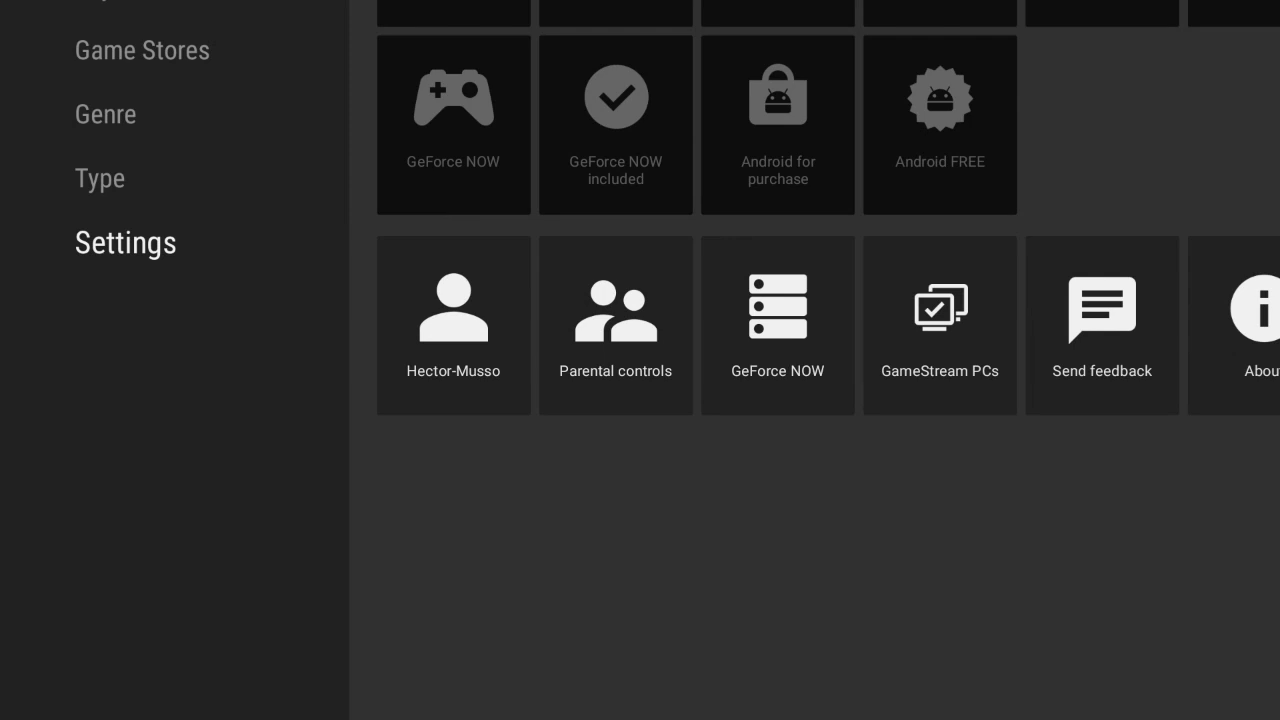 Game Stores
Genre
Type
Settings
GeForce NOW
GeForce NOW
included
Android for
purchase
Android FREE
Hector-Musso
Parental controls
GeForce NOW
GameStream PCs
Send feedback